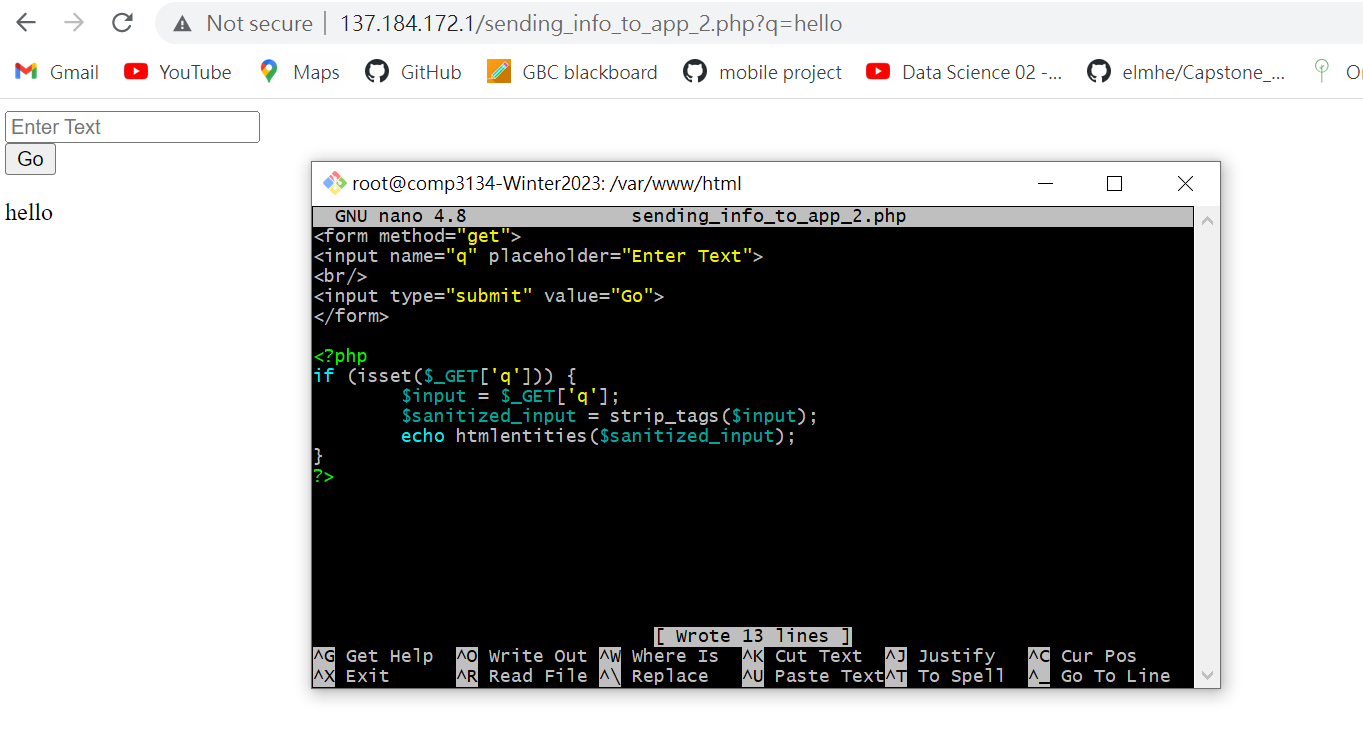 Not secure | 137.184.172.1/sending_info_to_app_2.php?q=hello
Gmail YouTube Maps GitHub GBC blackboard mobile project Data Science 02 -... elmhe/Capstone_...
Enter Text
Go
hello
root@comp3134-Winter2023: /var/www/html
GNU nano 4.8 sending_info_to_app_2.php
<form method="get">
<input name="q" placeholder="Enter Text">
<br/>
<input type="submit" value="Go">
</form>
<?php
if (isset($_GET['q'])) {
$input = $_GET['q'];
$sanitized_input = strip_tags($input);
echo htmlentities($sanitized_input);
}
?>
[ Wrote 13 lines ]
^G Get Help ^O Write Out ^W Where Is ^K Cut Text ^J Justify ^C Cur Pos
^X Exit ^R Read File ^\ Replace ^U Paste Text ^T To Spell ^_ Go To Line